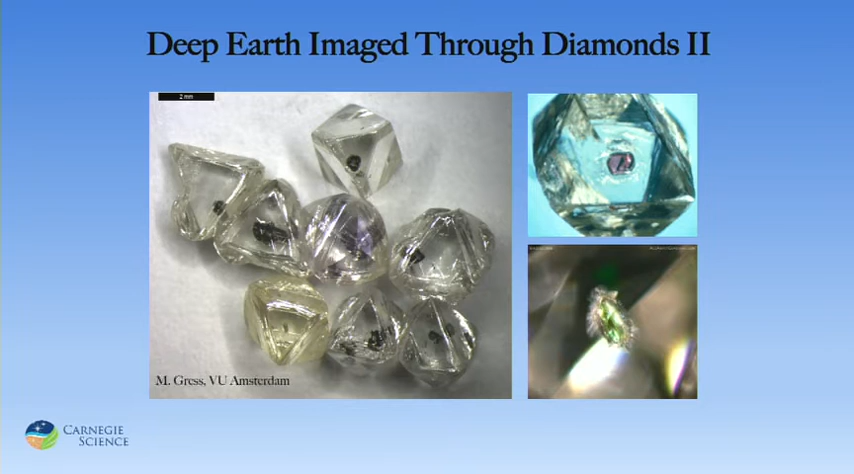 Deep Earth Imaged Through Diamonds II
2 mm
M. Gress, VU Amsterdam
CARNEGIE
SCIENCE